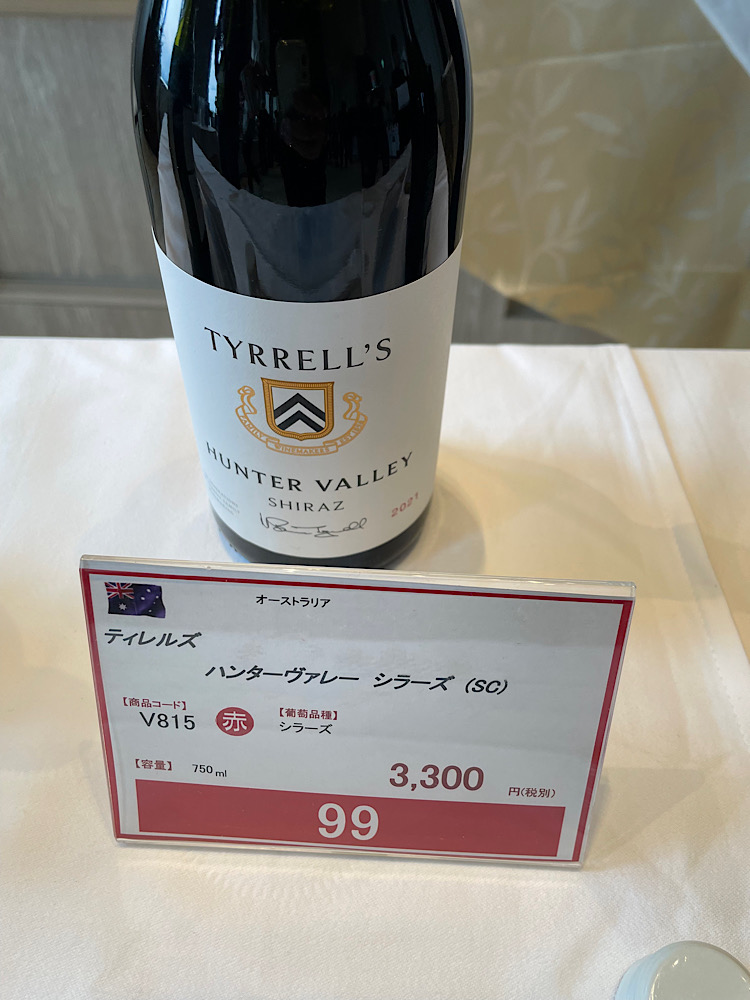 TYRRELL'S
FAMILY WINEMAKERS
HUNTER VALLEY
SHIRAZ
2021
オーストラリア
ティレルズ
ハンターヴァレー シラーズ (SC)
【商品コード】
V815
赤
【葡萄品種】
シラーズ
【容量】 750ml
3,300 円(税別)
99